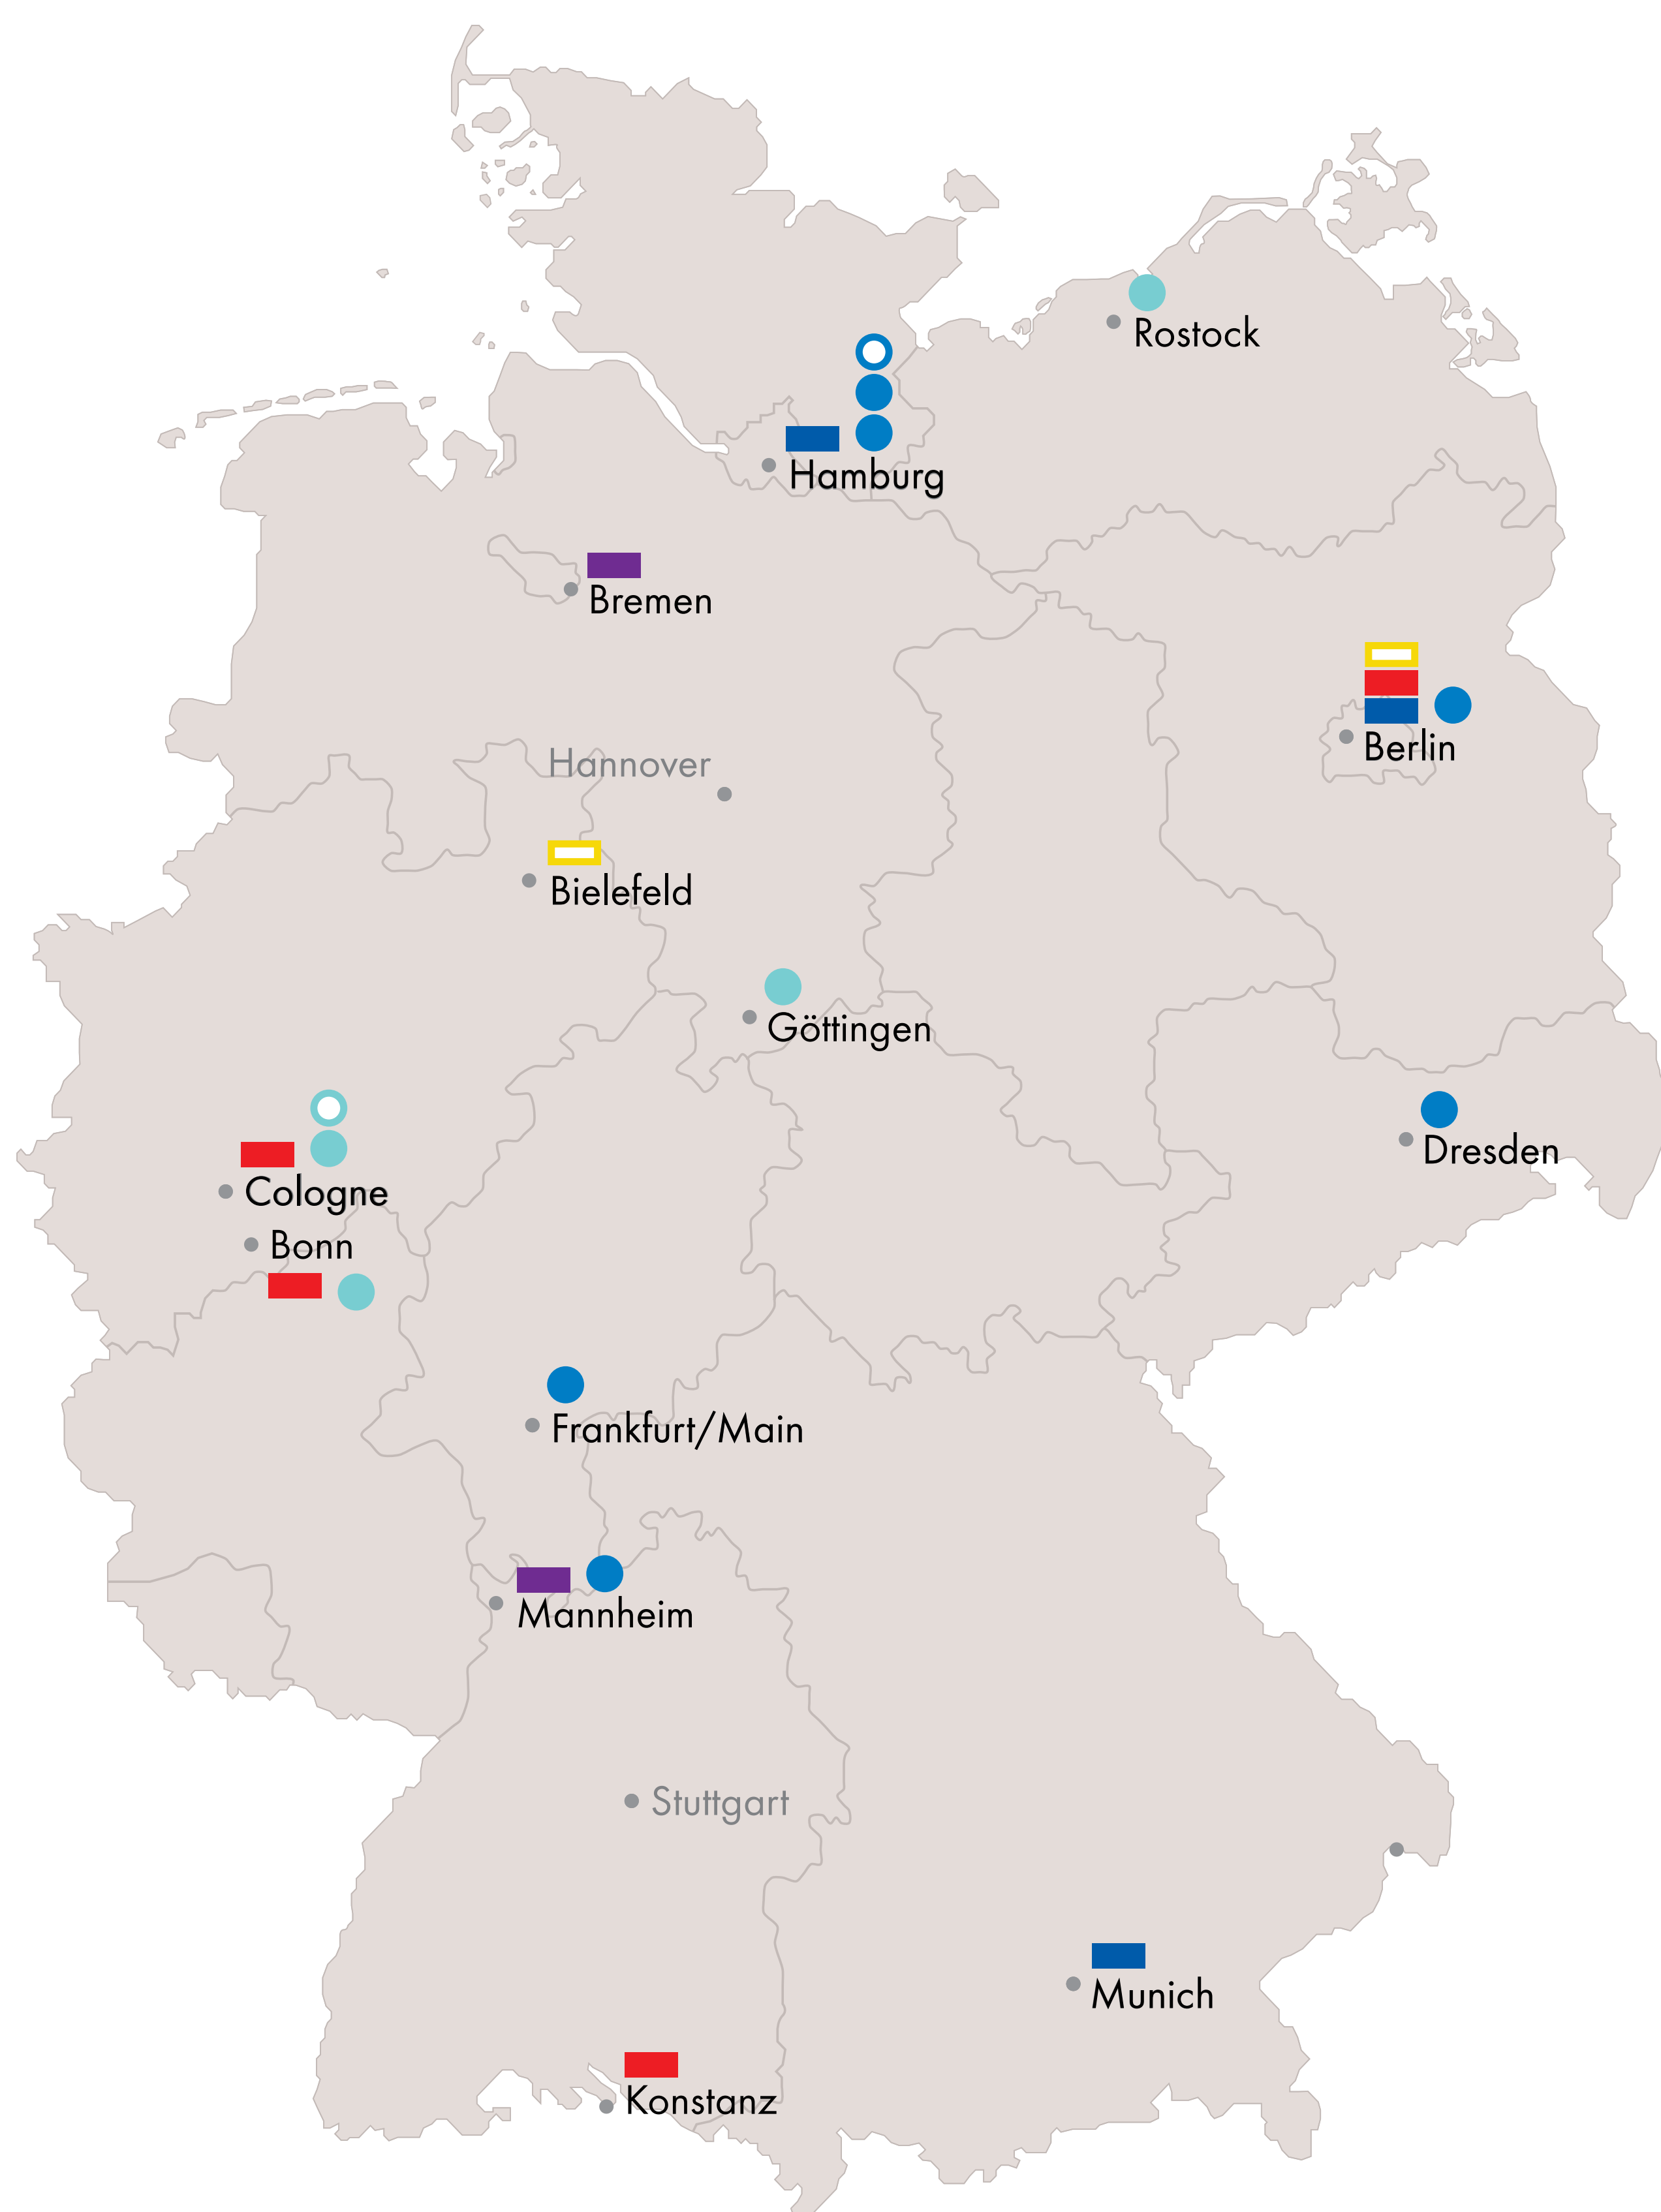 Rostock
Hamburg
Bremen
Berlin
Hannover
Bielefeld
Göttingen
Dresden
Cologne
Bonn
Frankfurt/Main
Mannheim
Stuttgart
Munich
Konstanz